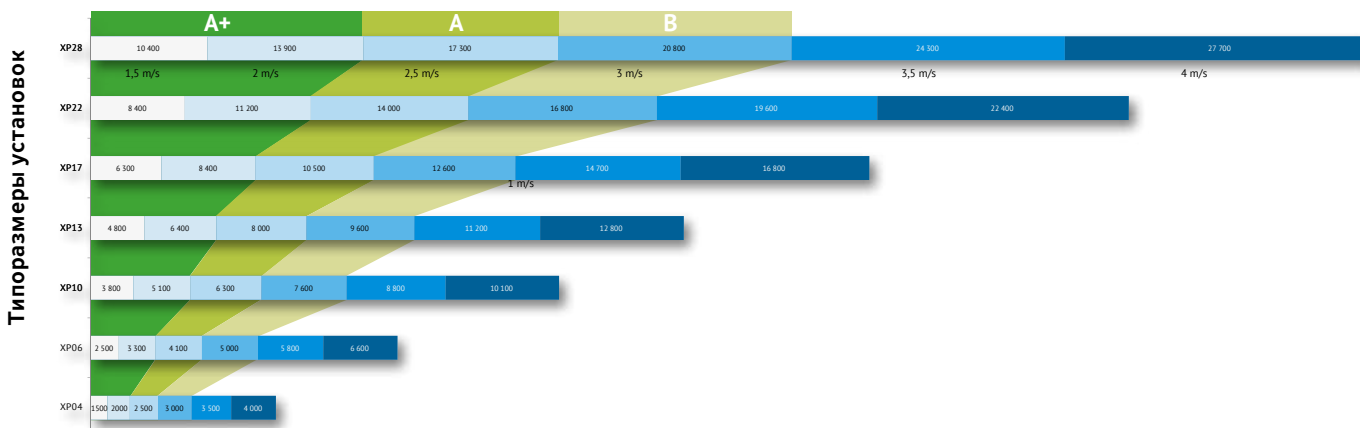 Типоразмеры установок
A+ A B
XP28 10 400 13 900 17 300 20 800 24 300 27 700
1,5 m/s 2 m/s 2,5 m/s 3 m/s 3,5 m/s 4 m/s
XP22 8 400 11 200 14 000 16 800 19 600 22 400
XP17 6 300 8 400 10 500 12 600 14 700 16 800
1 m/s
XP13 4 800 6 400 8 000 9 600 11 200 12 800
XP10 3 800 5 100 6 300 7 600 8 800 10 100
XP06 2 500 3 300 4 100 5 000 5 800 6 600
XP04 1500 2000 2 500 3 000 3 500 4 000